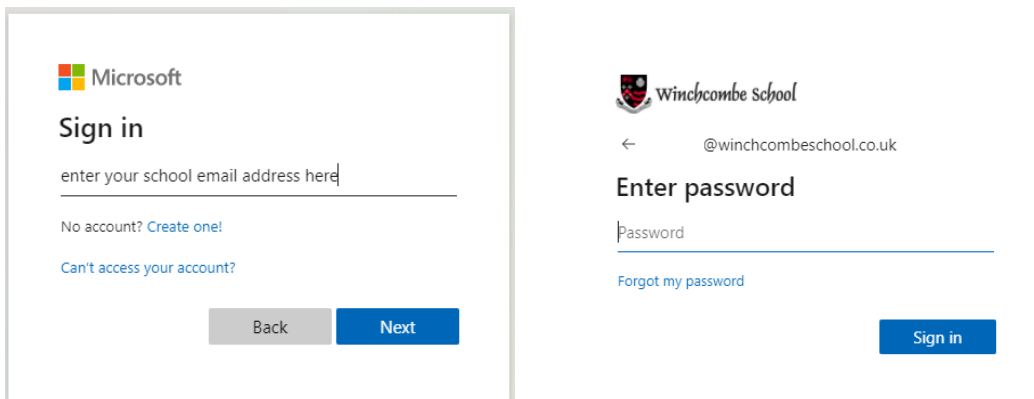 Microsoft
Sign in
enter your school email address here
No account? Create one!
Can't access your account?
Back
Next
Winchcombe School
@winchcombeschool.co.uk
Enter password
Password
Forgot my password
Sign in